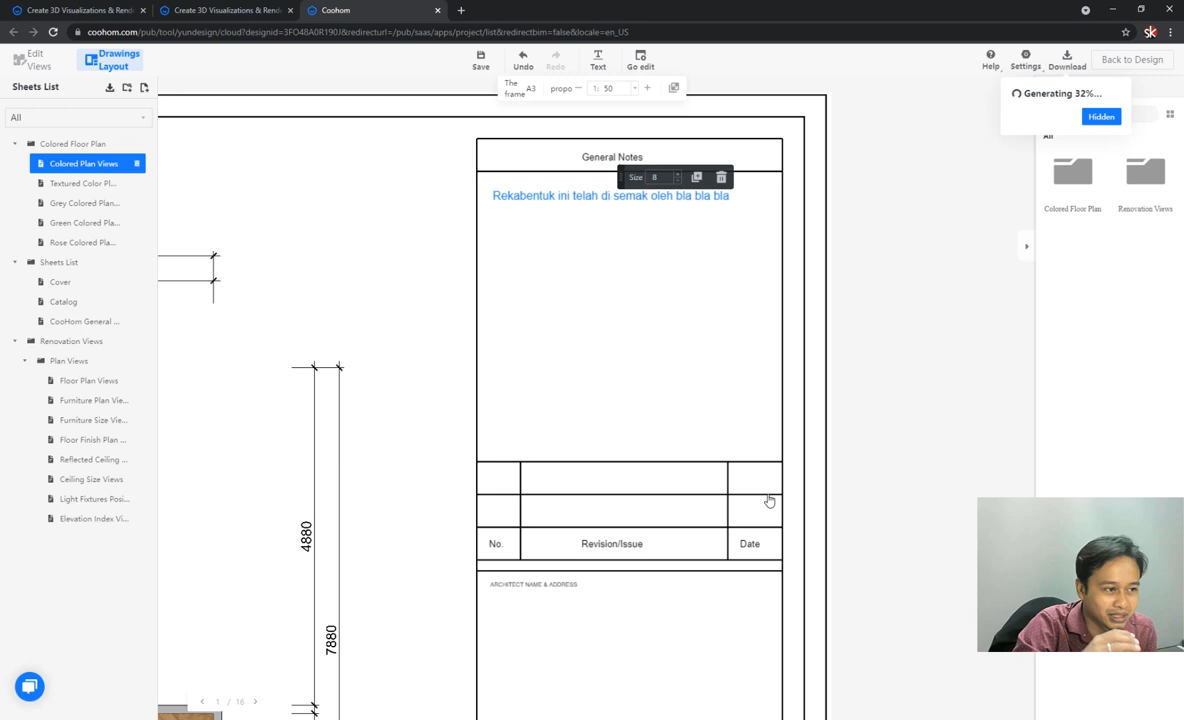 Create 3D Visualizations & Rend
Create 3D Visualizations & Rend
Coohom
coohom.com/pub/tool/yundesign/cloud?designid=3FO48A0R190J&redirecturl=/pub/saas/apps/project/list&redirectbim=false&locale=en_US
Edit Views
Drawings Layout
Save
Undo
Redo
Text
Go edit
Help
Settings
Download
Back to Design
Sheets List
The frame A3 propo 1: 50
Generating 32%...
Hidden
All
All
Colored Floor Plan
Colored Plan Views
Textured Color Pl...
Grey Colored Plan...
Green Colored Pla...
Rose Colored Pla...
Sheets List
Cover
Catalog
CooHom General ...
Renovation Views
Plan Views
Floor Plan Views
Furniture Plan Vie...
Furniture Size Vie...
Floor Finish Plan ...
Reflected Ceiling ...
Ceiling Size Views
Light Fixtures Posi...
Elevation Index Vi...
General Notes
Size 8
Rekabentuk ini telah di semak oleh bla bla bla
No. Revision/Issue Date
ARCHITECT NAME & ADDRESS
4880
7880
1 / 16
Colored Floor Plan
Renovation Views